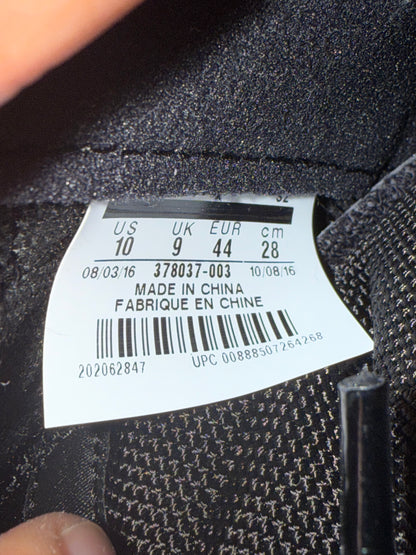 US UK EUR cm
10 9 44 28
08/03/16 378037-003 10/08/16
MADE IN CHINA
FABRIQUE EN CHINE
202062847 UPC 00888507264268